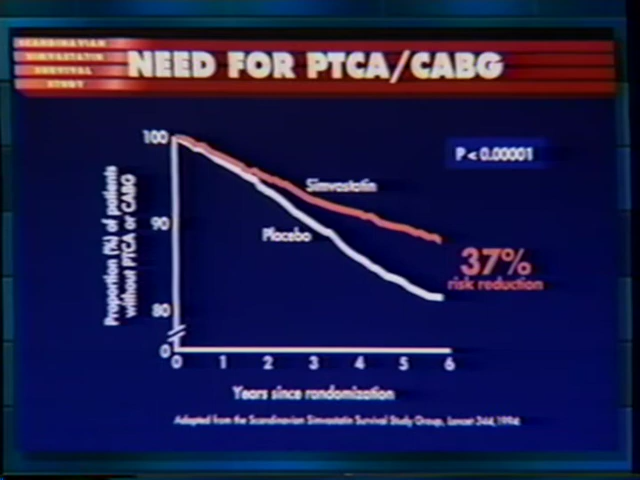 SCANDINAVIAN
SIMVASTATIN
SURVIVAL
STUDY
NEED FOR PTCA/CABG
100
90
80
0
Proportion (%) of patients
without PTCA or CABG
P < 0.00001
Simvastatin
Placebo
37%
risk reduction
0 1 2 3 4 5 6
Years since randomization
Adapted from the Scandinavian Simvastatin Survival Study Group, Lancet 344, 1994